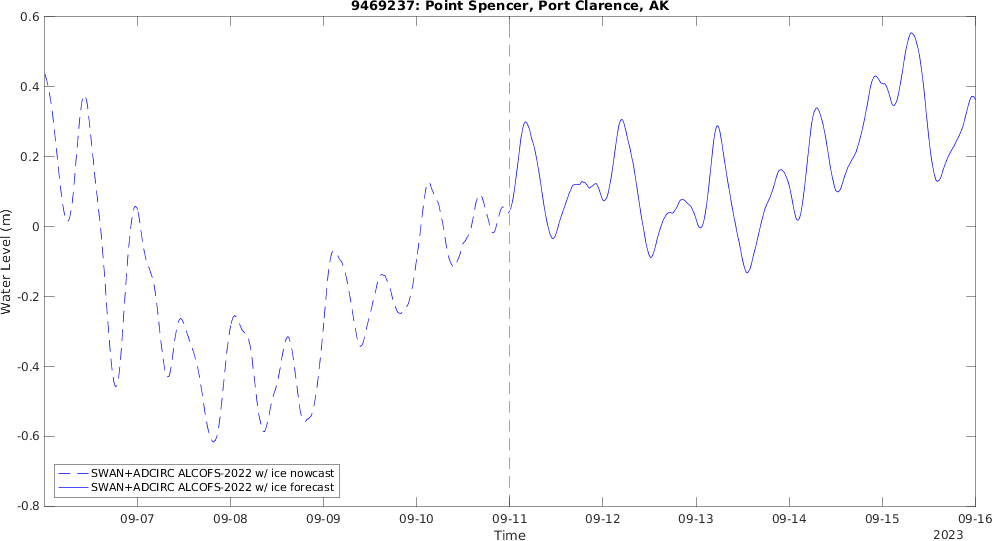 9469237: Point Spencer, Port Clarence, AK
0.6
0.4
0.2
0
-0.2
-0.4
-0.6
-0.8
Water Level (m)
SWAN+ADCIRC ALCOFS-2022 w/ ice nowcast
SWAN+ADCIRC ALCOFS-2022 w/ ice forecast
09-07 09-08 09-09 09-10 09-11 09-12 09-13 09-14 09-15 09-16
Time
2023